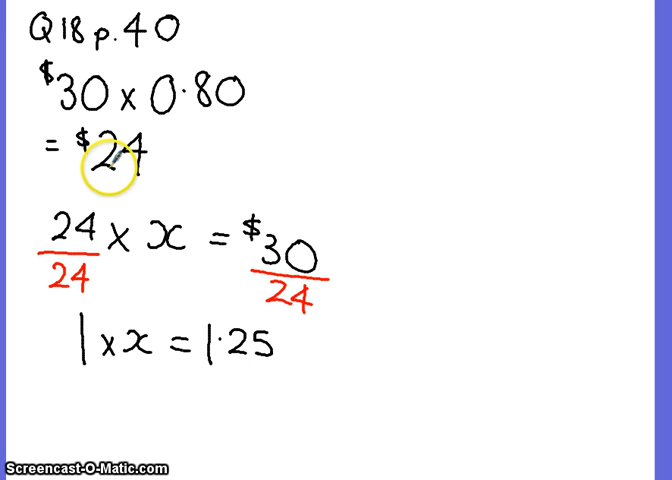 Q18 p.40
$30 x 0.80
= $24
24 x x = $30
24 24
1 x x = 1.25
Screencast-O-Matic.com